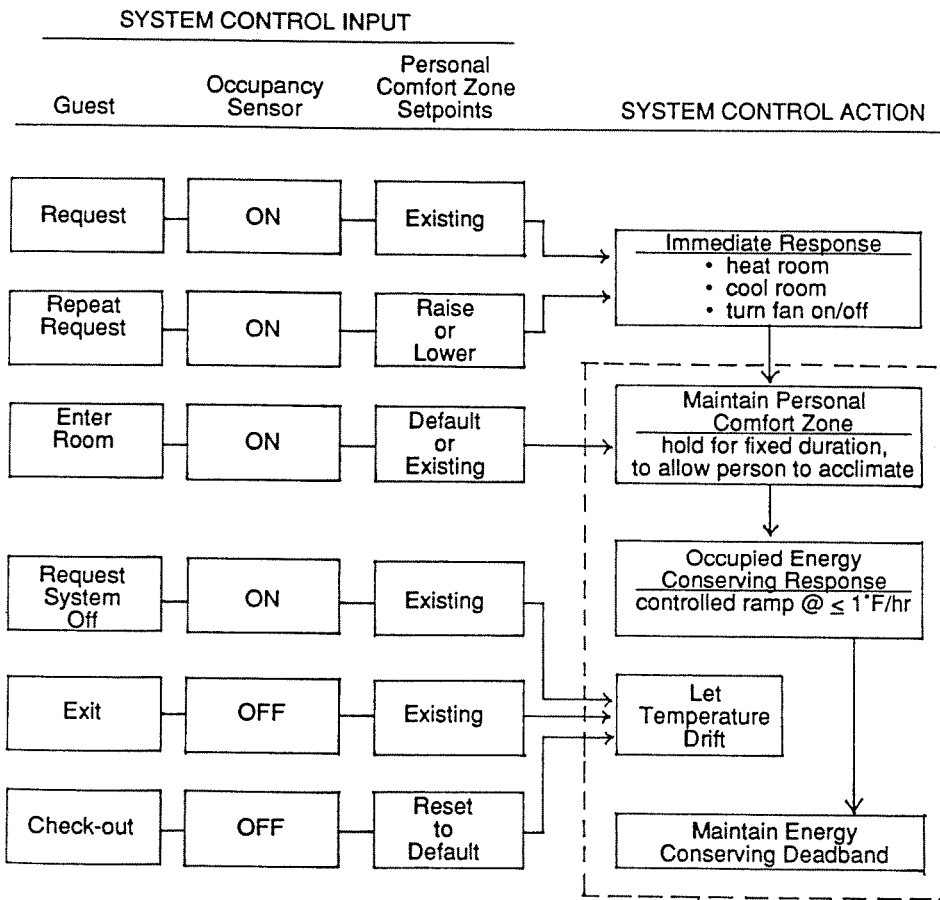 SYSTEM CONTROL INPUT
Guest
Occupancy
Sensor
Personal
Comfort Zone
Setpoints
SYSTEM CONTROL ACTION
Request
ON
Existing
Immediate Response
• heat room
• cool room
• turn fan on/off
Repeat
Request
ON
Raise
or
Lower
Enter
Room
ON
Default
or
Existing
Maintain Personal
Comfort Zone
hold for fixed duration,
to allow person to acclimate
Request
System
Off
ON
Existing
Occupied Energy
Conserving Response
controlled ramp @ ≤ 1°F/hr
Exit
OFF
Existing
Let
Temperature
Drift
Check-out
OFF
Reset
to
Default
Maintain Energy
Conserving Deadband